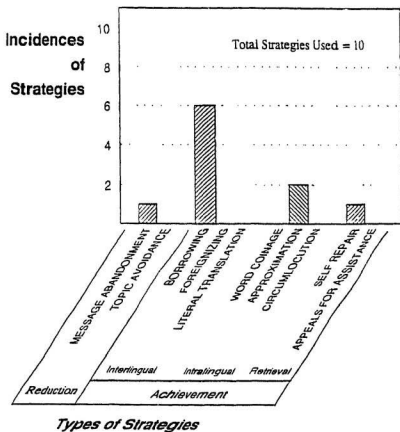 Incidences
of
Strategies
10
8
6
4
2
Total Strategies Used = 10
MESSAGE ABANDONMENT
TOPIC AVOIDANCE
BORROWING
FOREIGNIZING
LITERAL TRANSLATION
WORD COINAGE
APPROXIMATION
CIRCUMLOCUTION
SELF REPAIR
APPEALS FOR ASSISTANCE
Interlingual
Intralingual
Retrieval
Reduction
Achievement
Types of Strategies